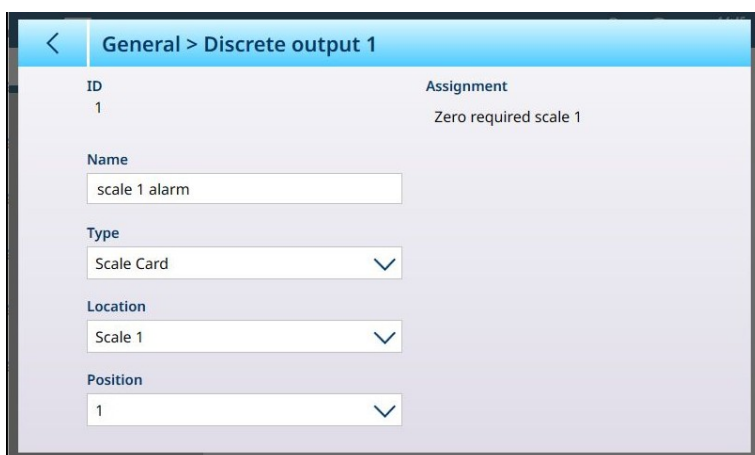 General > Discrete output 1
ID
1
Assignment
Zero required scale 1
Name
scale 1 alarm
Type
Scale Card
Location
Scale 1
Position
1